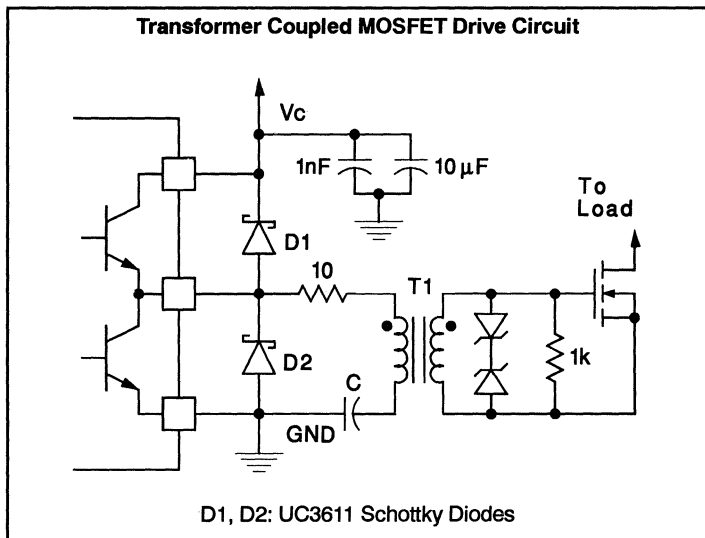 Transformer Coupled MOSFET Drive Circuit
Vc
1nF
10 µF
To
Load
D1
10
T1
D2
C
1k
GND
D1, D2: UC3611 Schottky Diodes